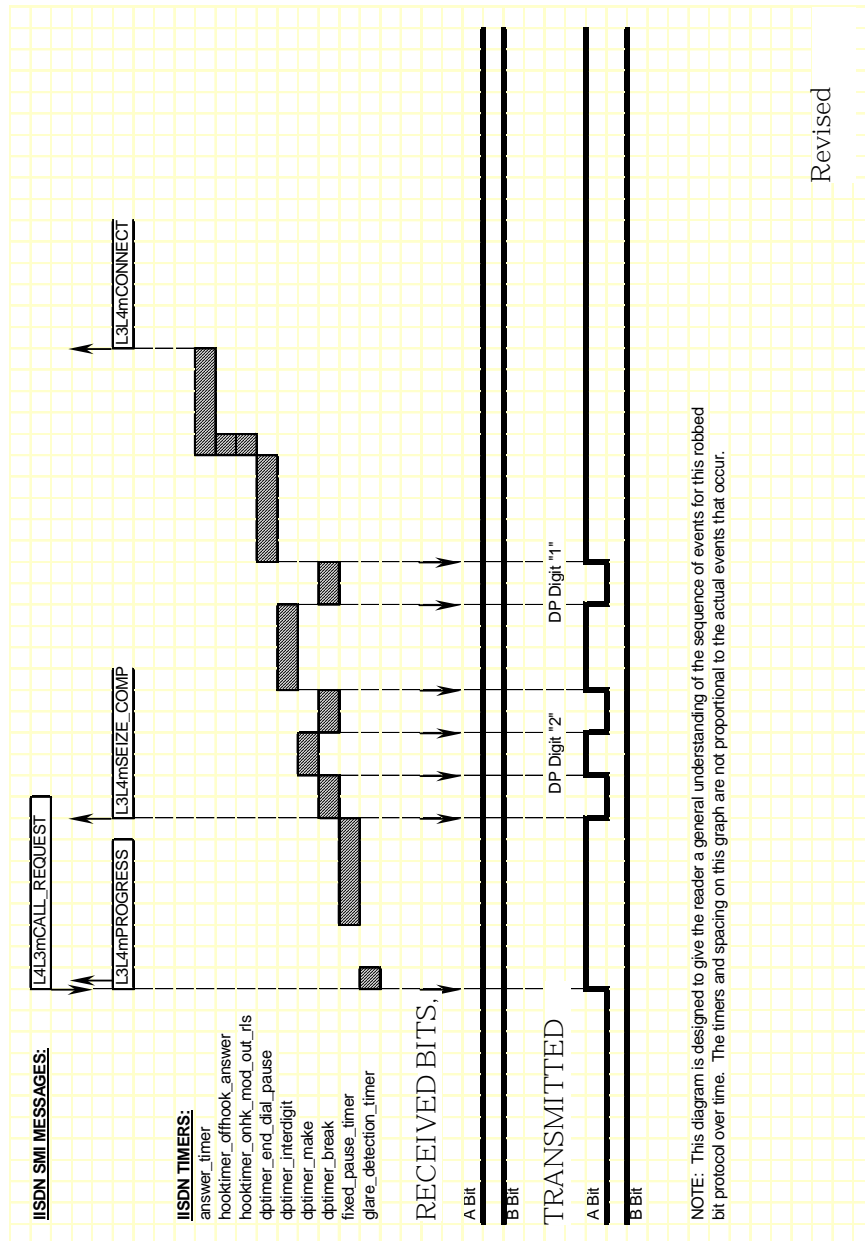 IISDN SMI MESSAGES:
L4L3mCALL_REQUEST
L3L4mPROGRESS
L3L4mSEIZE_COMP
L3L4mCONNECT
IISDN TIMERS:
answer_timer
hooktimer_offhook_answer
hooktimer_onhk_mod_out_rls
dptimer_end_dial_pause
dptimer_interdigit
dptimer_make
dptimer_break
fixed_pause_timer
glare_detection_timer
RECEIVED BITS,
A Bit
B Bit
TRANSMITTED
DP Digit "2"
DP Digit "1"
A Bit
B Bit
NOTE: This diagram is designed to give the reader a general understanding of the sequence of events for this robbed
bit protocol over time. The timers and spacing on this graph are not proportional to the actual events that occur.
Revised